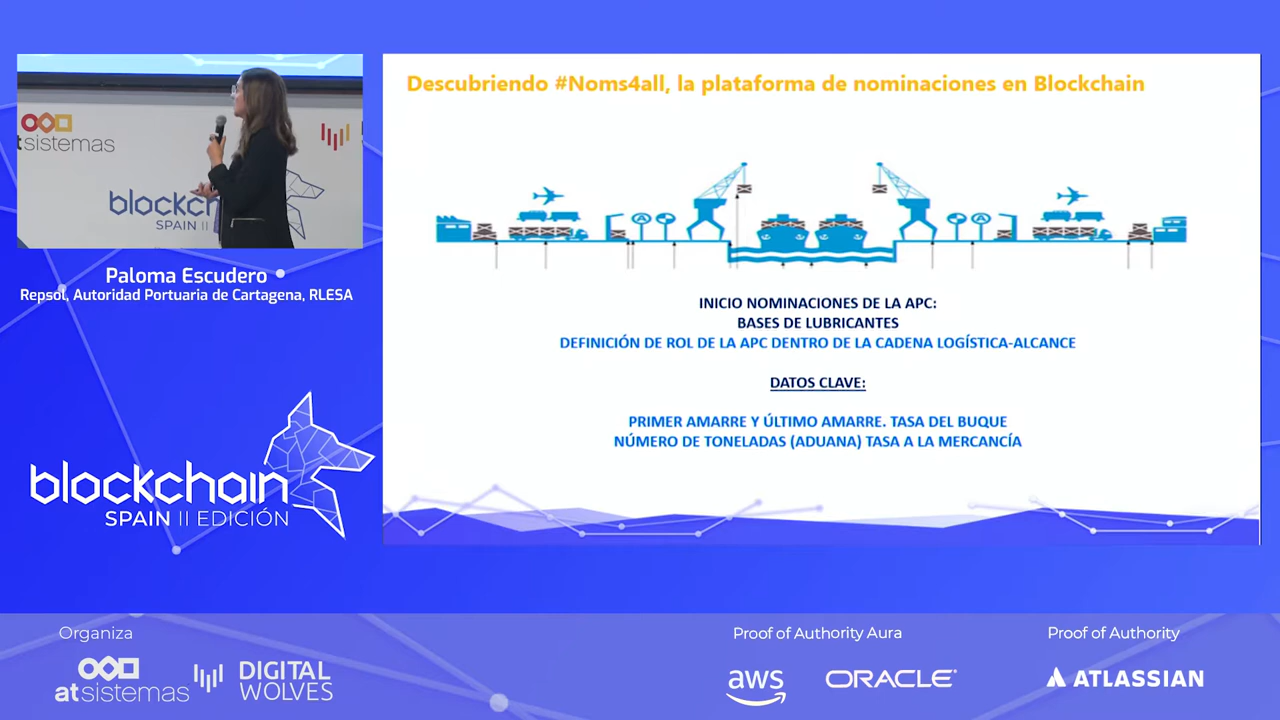 atsistemas
blockch
SPAIN II
Paloma Escudero
Repsol, Autoridad Portuaria de Cartagena, RLESA
blockchain
SPAIN II EDICIÓN
Descubriendo #Noms4all, la plataforma de nominaciones en Blockchain
INICIO NOMINACIONES DE LA APC:
BASES DE LUBRICANTES
DEFINICIÓN DE ROL DE LA APC DENTRO DE LA CADENA LOGÍSTICA-ALCANCE
DATOS CLAVE:
PRIMER AMARRE Y ÚLTIMO AMARRE. TASA DEL BUQUE
NÚMERO DE TONELADAS (ADUANA) TASA A LA MERCANCÍA
Organiza
atsistemas
DIGITAL
WOLVES
Proof of Authority Aura
aws
ORACLE
Proof of Authority
ATLASSIAN